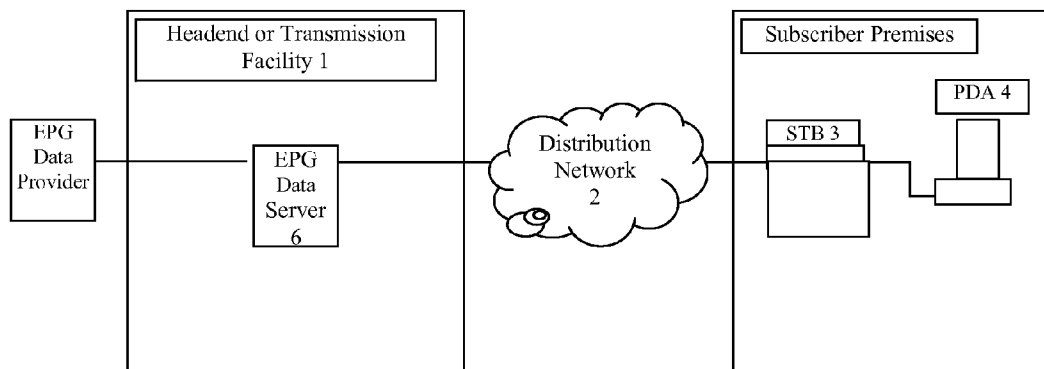 Headend or Transmission
Facility 1
Subscriber Premises
PDA 4
STB 3
EPG
Data
Provider
EPG
Data
Server
6
Distribution
Network
2